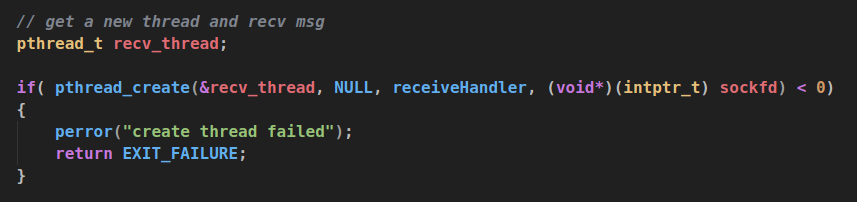 // get a new thread and recv msg
pthread_t recv_thread;
if( pthread_create(&recv_thread, NULL, receiveHandler, (void*)(intptr_t) sockfd) < 0)
{
perror("create thread failed");
return EXIT_FAILURE;
}